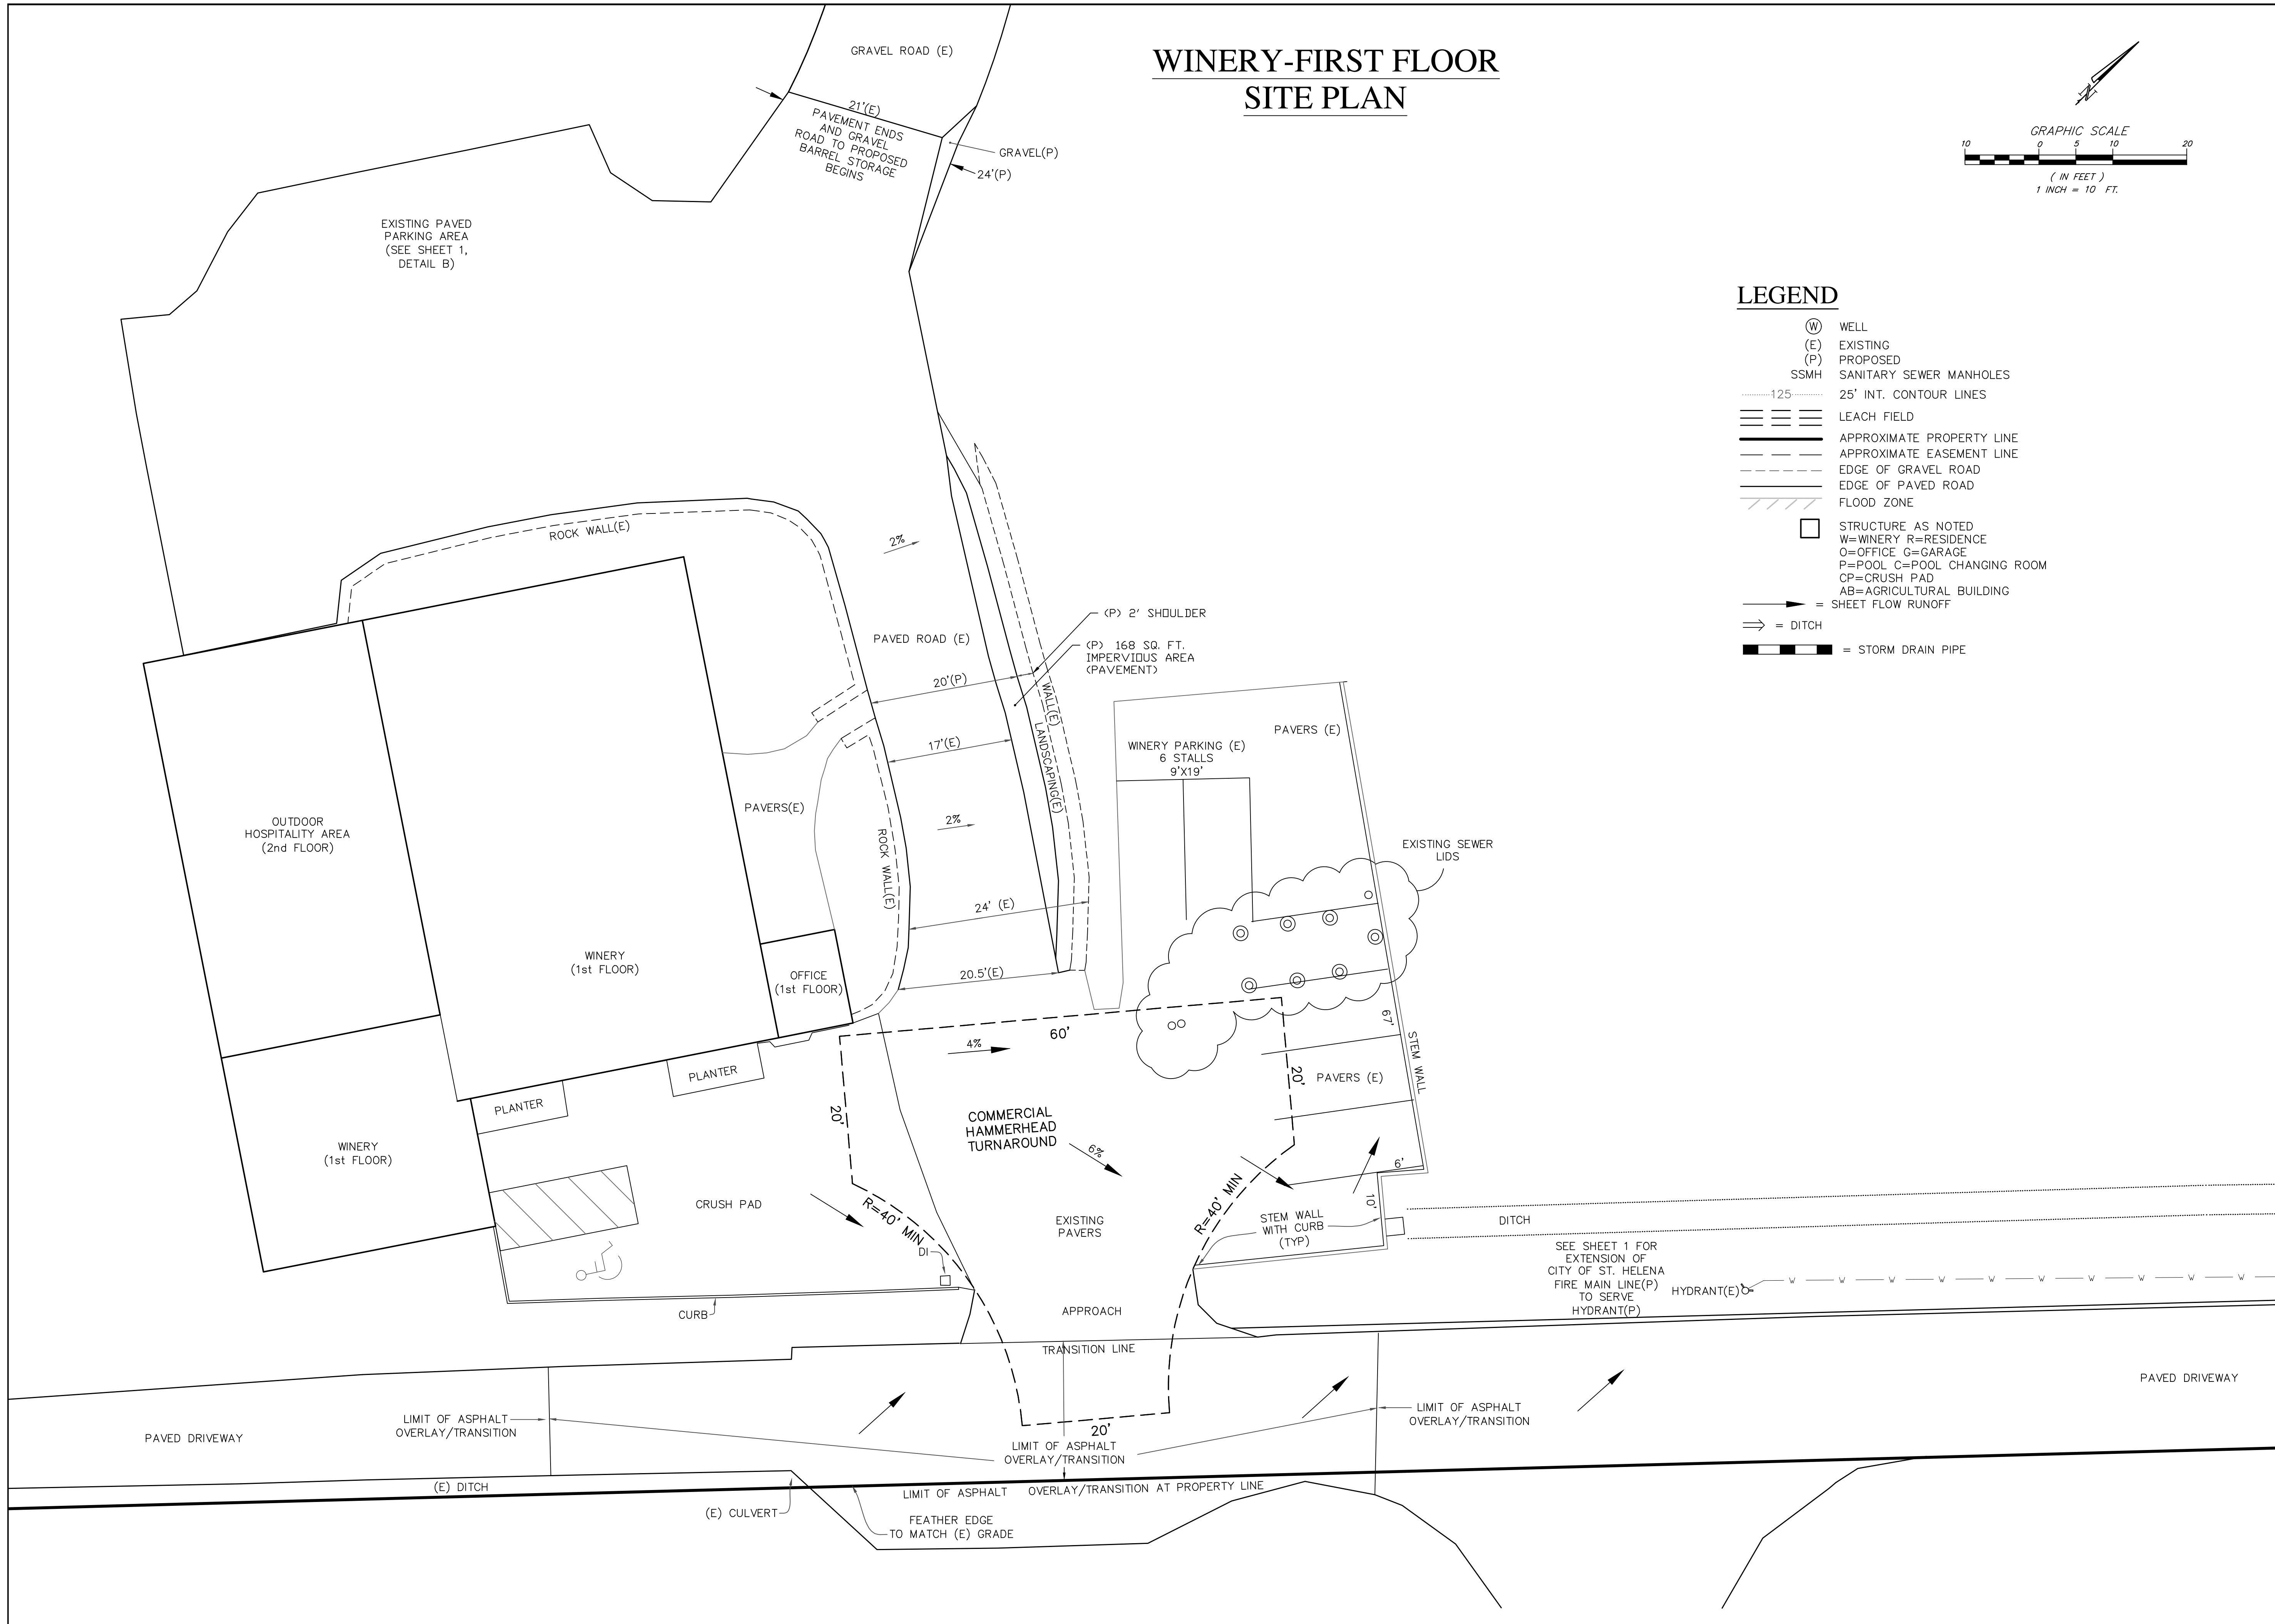 WINERY-FIRST FLOOR
SITE PLAN
GRAVEL ROAD (E)
21'(E)
PAVEMENT ENDS
AND GRAVEL
ROAD TO PROPOSED
BARREL STORAGE
BEGINS
GRAVEL(P)
24'(P)
N
GRAPHIC SCALE
10 0 5 10 20
( IN FEET )
1 INCH = 10 FT.
EXISTING PAVED
PARKING AREA
(SEE SHEET 1,
DETAIL B)
LEGEND
W WELL
(E) EXISTING
(P) PROPOSED
SSMH SANITARY SEWER MANHOLES
125 25' INT. CONTOUR LINES
LEACH FIELD
APPROXIMATE PROPERTY LINE
APPROXIMATE EASEMENT LINE
EDGE OF GRAVEL ROAD
EDGE OF PAVED ROAD
FLOOD ZONE
STRUCTURE AS NOTED
W=WINERY R=RESIDENCE
O=OFFICE G=GARAGE
P=POOL C=POOL CHANGING ROOM
CP=CRUSH PAD
AB=AGRICULTURAL BUILDING
= SHEET FLOW RUNOFF
= DITCH
= STORM DRAIN PIPE
ROCK WALL(E)
2%
(P) 2' SHOULDER
PAVED ROAD (E)
(P) 168 SQ. FT.
IMPERVIOUS AREA
(PAVEMENT)
20'(P)
WALL(E)
LANDSCAPING(E)
17'(E)
PAVERS (E)
WINERY PARKING (E)
6 STALLS
9'X19'
PAVERS(E)
OUTDOOR
HOSPITALITY AREA
(2nd FLOOR)
2%
ROCK WALL(E)
EXISTING SEWER
LIDS
24' (E)
WINERY
(1st FLOOR)
OFFICE
(1st FLOOR)
20.5'(E)
60'
67'
STEM WALL
4%
PLANTER
20'
PAVERS (E)
PLANTER
20'
COMMERCIAL
HAMMERHEAD
TURNAROUND
6%
WINERY
(1st FLOOR)
6'
CRUSH PAD
R=40' MIN
R=40' MIN
10'
EXISTING
PAVERS
STEM WALL
WITH CURB
(TYP)
DITCH
DI
SEE SHEET 1 FOR
EXTENSION OF
CITY OF ST. HELENA
FIRE MAIN LINE(P)
TO SERVE
HYDRANT(P)
HYDRANT(E)
W W W W W W W W W W
CURB
APPROACH
TRANSITION LINE
PAVED DRIVEWAY
LIMIT OF ASPHALT
OVERLAY/TRANSITION
LIMIT OF ASPHALT
OVERLAY/TRANSITION
PAVED DRIVEWAY
20'
LIMIT OF ASPHALT
OVERLAY/TRANSITION
(E) DITCH
LIMIT OF ASPHALT OVERLAY/TRANSITION AT PROPERTY LINE
(E) CULVERT
FEATHER EDGE
TO MATCH (E) GRADE